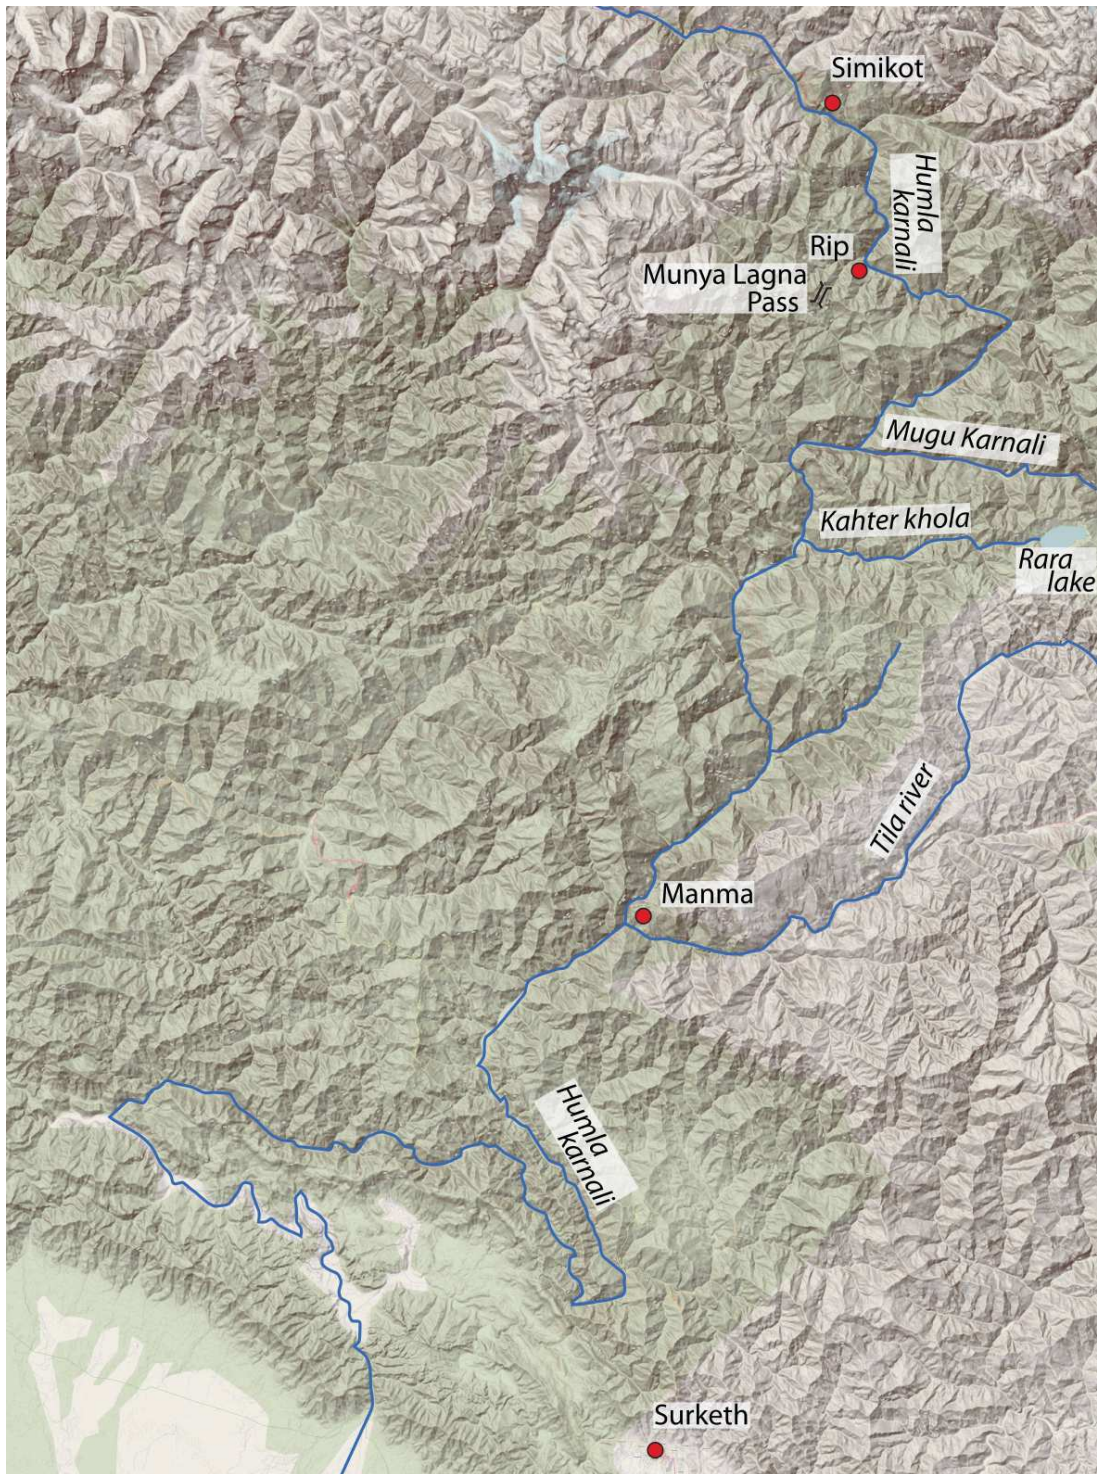 Simikot
Humla
karnali
Rip
Munya Lagna
Pass
Mugu Karnali
Kahter khola
Rara
lake
Tila river
Manma
Humla
karnali
Surketh